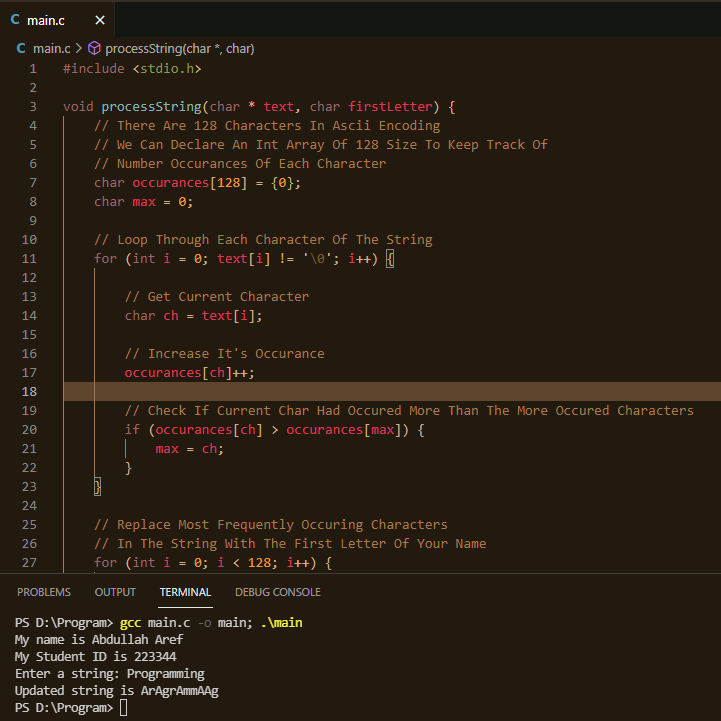 C main.c ×
C main.c > processString(char *, char)
1 #include <stdio.h>
2
3 void processString(char * text, char firstLetter) {
4 // There Are 128 Characters In Ascii Encoding
5 // We Can Declare An Int Array Of 128 Size To Keep Track Of
6 // Number Occurances Of Each Character
7 char occurances[128] = {0};
8 char max = 0;
9
10 // Loop Through Each Character Of The String
11 for (int i = 0; text[i] != '\0'; i++) {
12
13 // Get Current Character
14 char ch = text[i];
15
16 // Increase It's Occurance
17 occurances[ch]++;
18
19 // Check If Current Char Had Occured More Than The More Occured Characters
20 if (occurances[ch] > occurances[max]) {
21 max = ch;
22 }
23 }
24
25 // Replace Most Frequently Occuring Characters
26 // In The String With The First Letter Of Your Name
27 for (int i = 0; i < 128; i++) {
PROBLEMS OUTPUT TERMINAL DEBUG CONSOLE
PS D:\Program> gcc main.c -o main; .\main
My name is Abdullah Aref
My Student ID is 223344
Enter a string: Programming
Updated string is ArAgrAmmAAg
PS D:\Program>